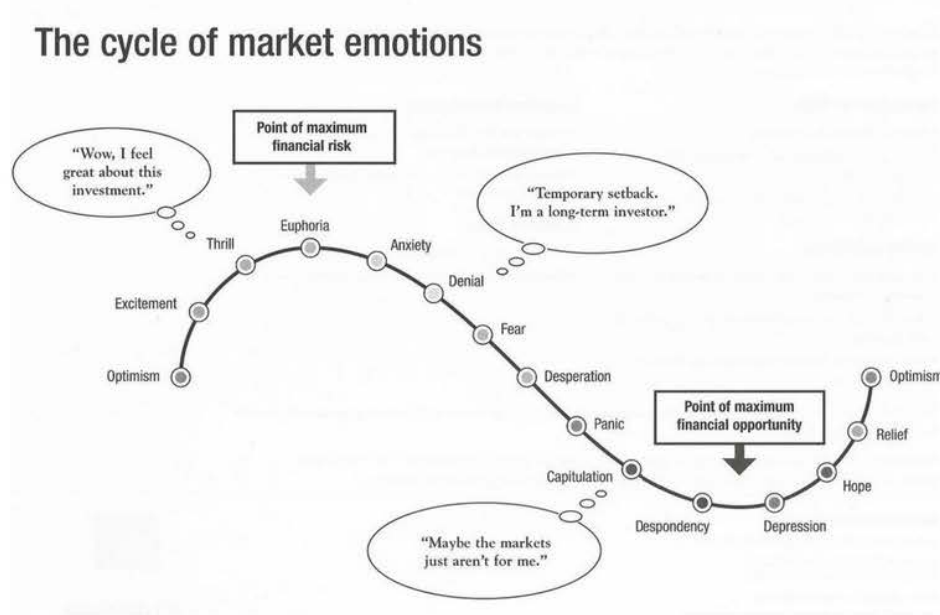 The cycle of market emotions
Point of maximum
financial risk
“Wow, I feel
great about this
investment.”
“Temporary setback.
I’m a long-term investor.”
Euphoria
Thrill
Anxiety
Denial
Excitement
Fear
Optimism
Desperation
Optimism
Point of maximum
financial opportunity
Panic
Relief
Capitulation
Hope
Despondency
Depression
“Maybe the markets
just aren’t for me.”